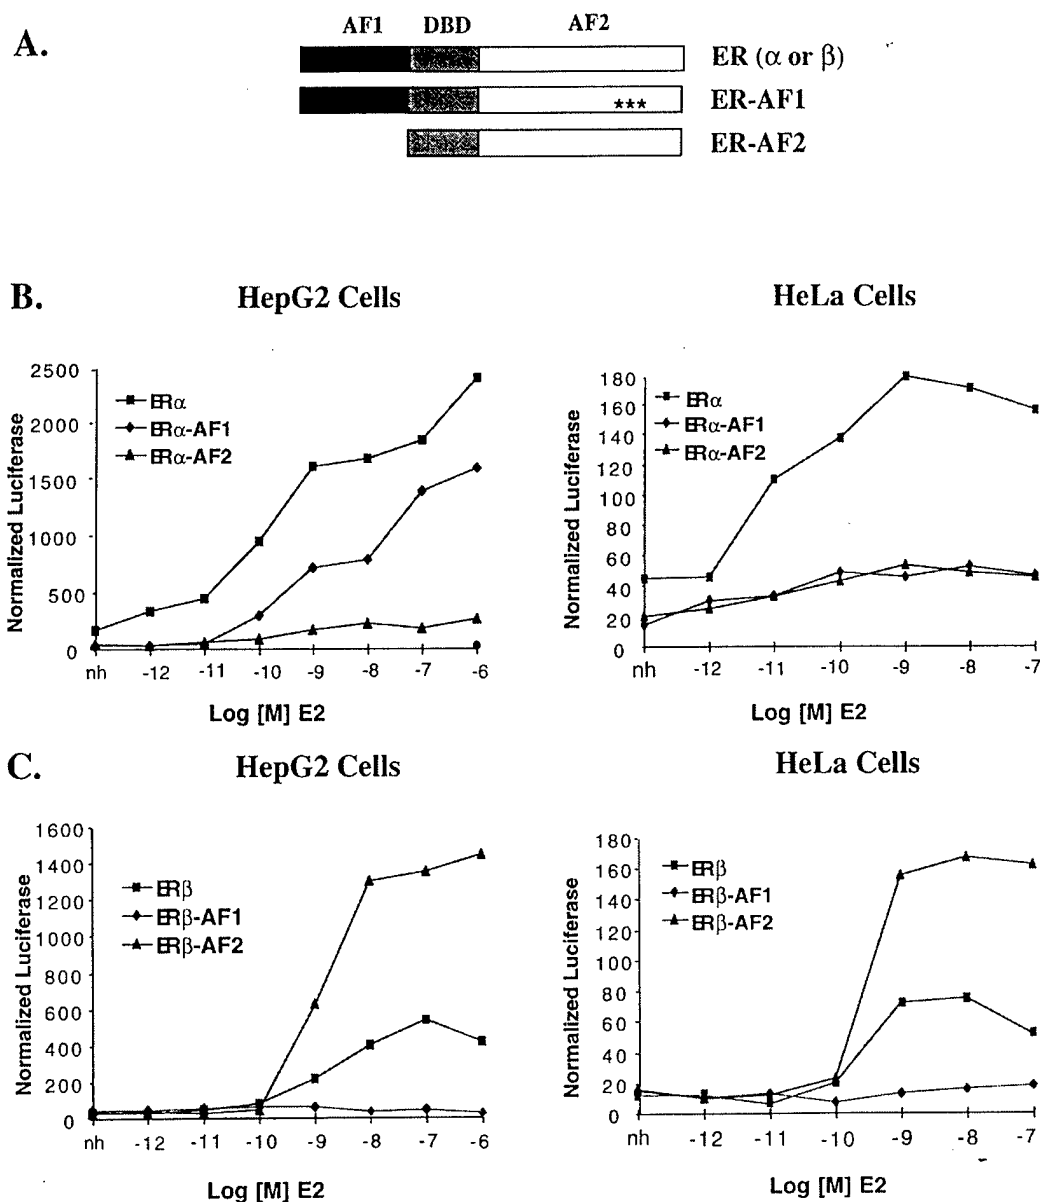 A.
AF1 DBD AF2
ER (α or β)
*** ER-AF1
ER-AF2
B.
HepG2 Cells
HeLa Cells
Normalized Luciferase
2500
2000
1500
1000
500
0
ERα
ERα-AF1
ERα-AF2
nh -12 -11 -10 -9 -8 -7 -6
Log [M] E2
Normalized Luciferase
180
160
140
120
100
80
60
40
20
0
ERα
ERα-AF1
ERα-AF2
nh -12 -11 -10 -9 -8 -7
Log [M] E2
C.
HepG2 Cells
HeLa Cells
Normalized Luciferase
1600
1400
1200
1000
800
600
400
200
0
ERβ
ERβ-AF1
ERβ-AF2
nh -12 -11 -10 -9 -8 -7 -6
Log [M] E2
Normalized Luciferase
180
160
140
120
100
80
60
40
20
0
ERβ
ERβ-AF1
ERβ-AF2
nh -12 -11 -10 -9 -8 -7
Log [M] E2